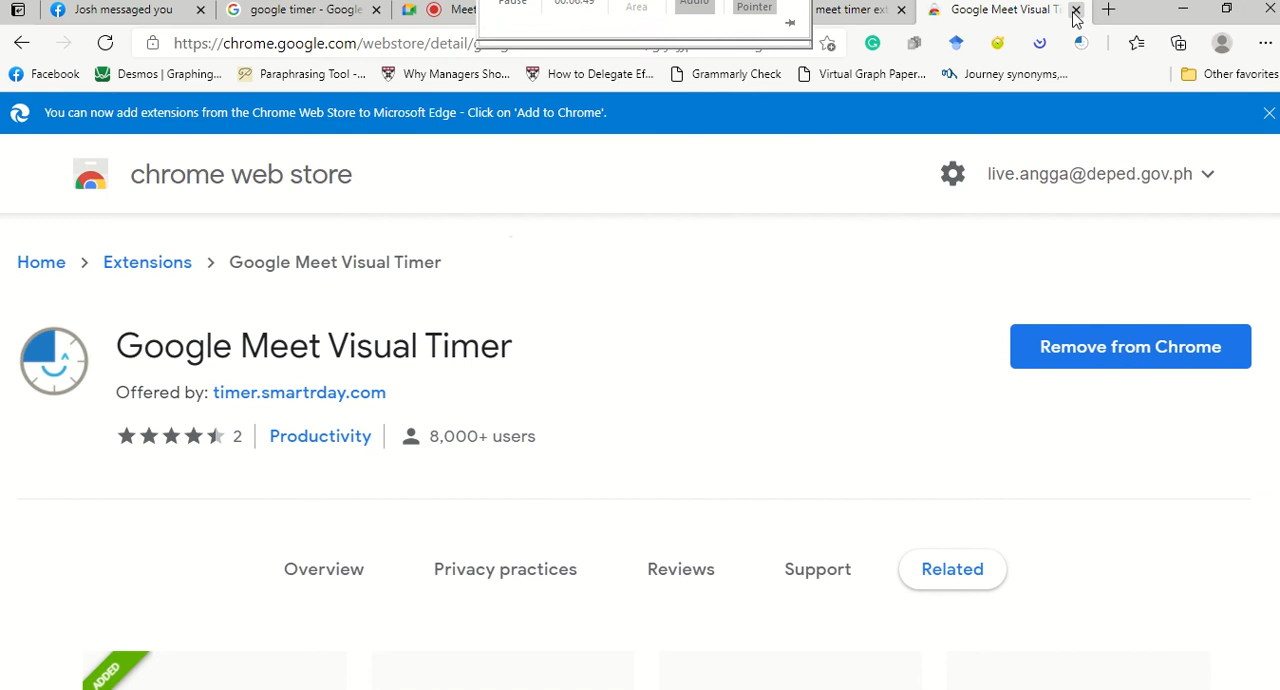 Josh messaged you
google timer - Google
Meet
Pause
00:06:49
Area
Audio
Pointer
meet timer ext
Google Meet Visual Ti
https://chrome.google.com/webstore/detail/
Facebook
Desmos | Graphing...
Paraphrasing Tool -...
Why Managers Sho...
How to Delegate Ef...
Grammarly Check
Virtual Graph Paper...
Journey synonyms,...
Other favorites
You can now add extensions from the Chrome Web Store to Microsoft Edge - Click on 'Add to Chrome'.
chrome web store
live.angga@deped.gov.ph
Home > Extensions > Google Meet Visual Timer
Google Meet Visual Timer
Remove from Chrome
Offered by: timer.smartrday.com
2
Productivity
8,000+ users
Overview
Privacy practices
Reviews
Support
Related
ADDED